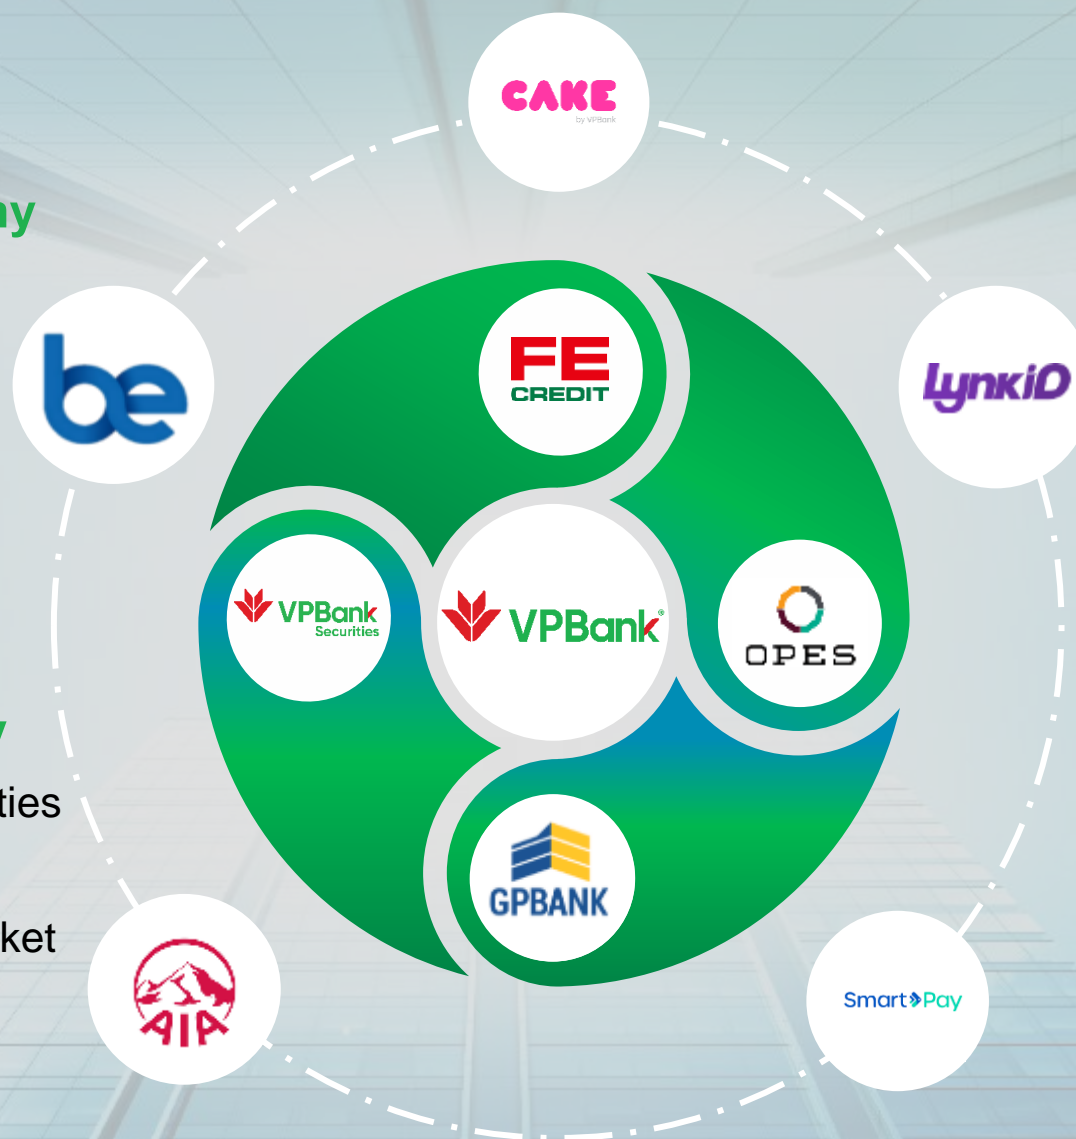 CAKE
by VPBank
ny
be
FE
CREDIT
LynkiD
VPBank
Securities
VPBank®
OPES
ties
ket
GPBANK
AIA
Smart Pay